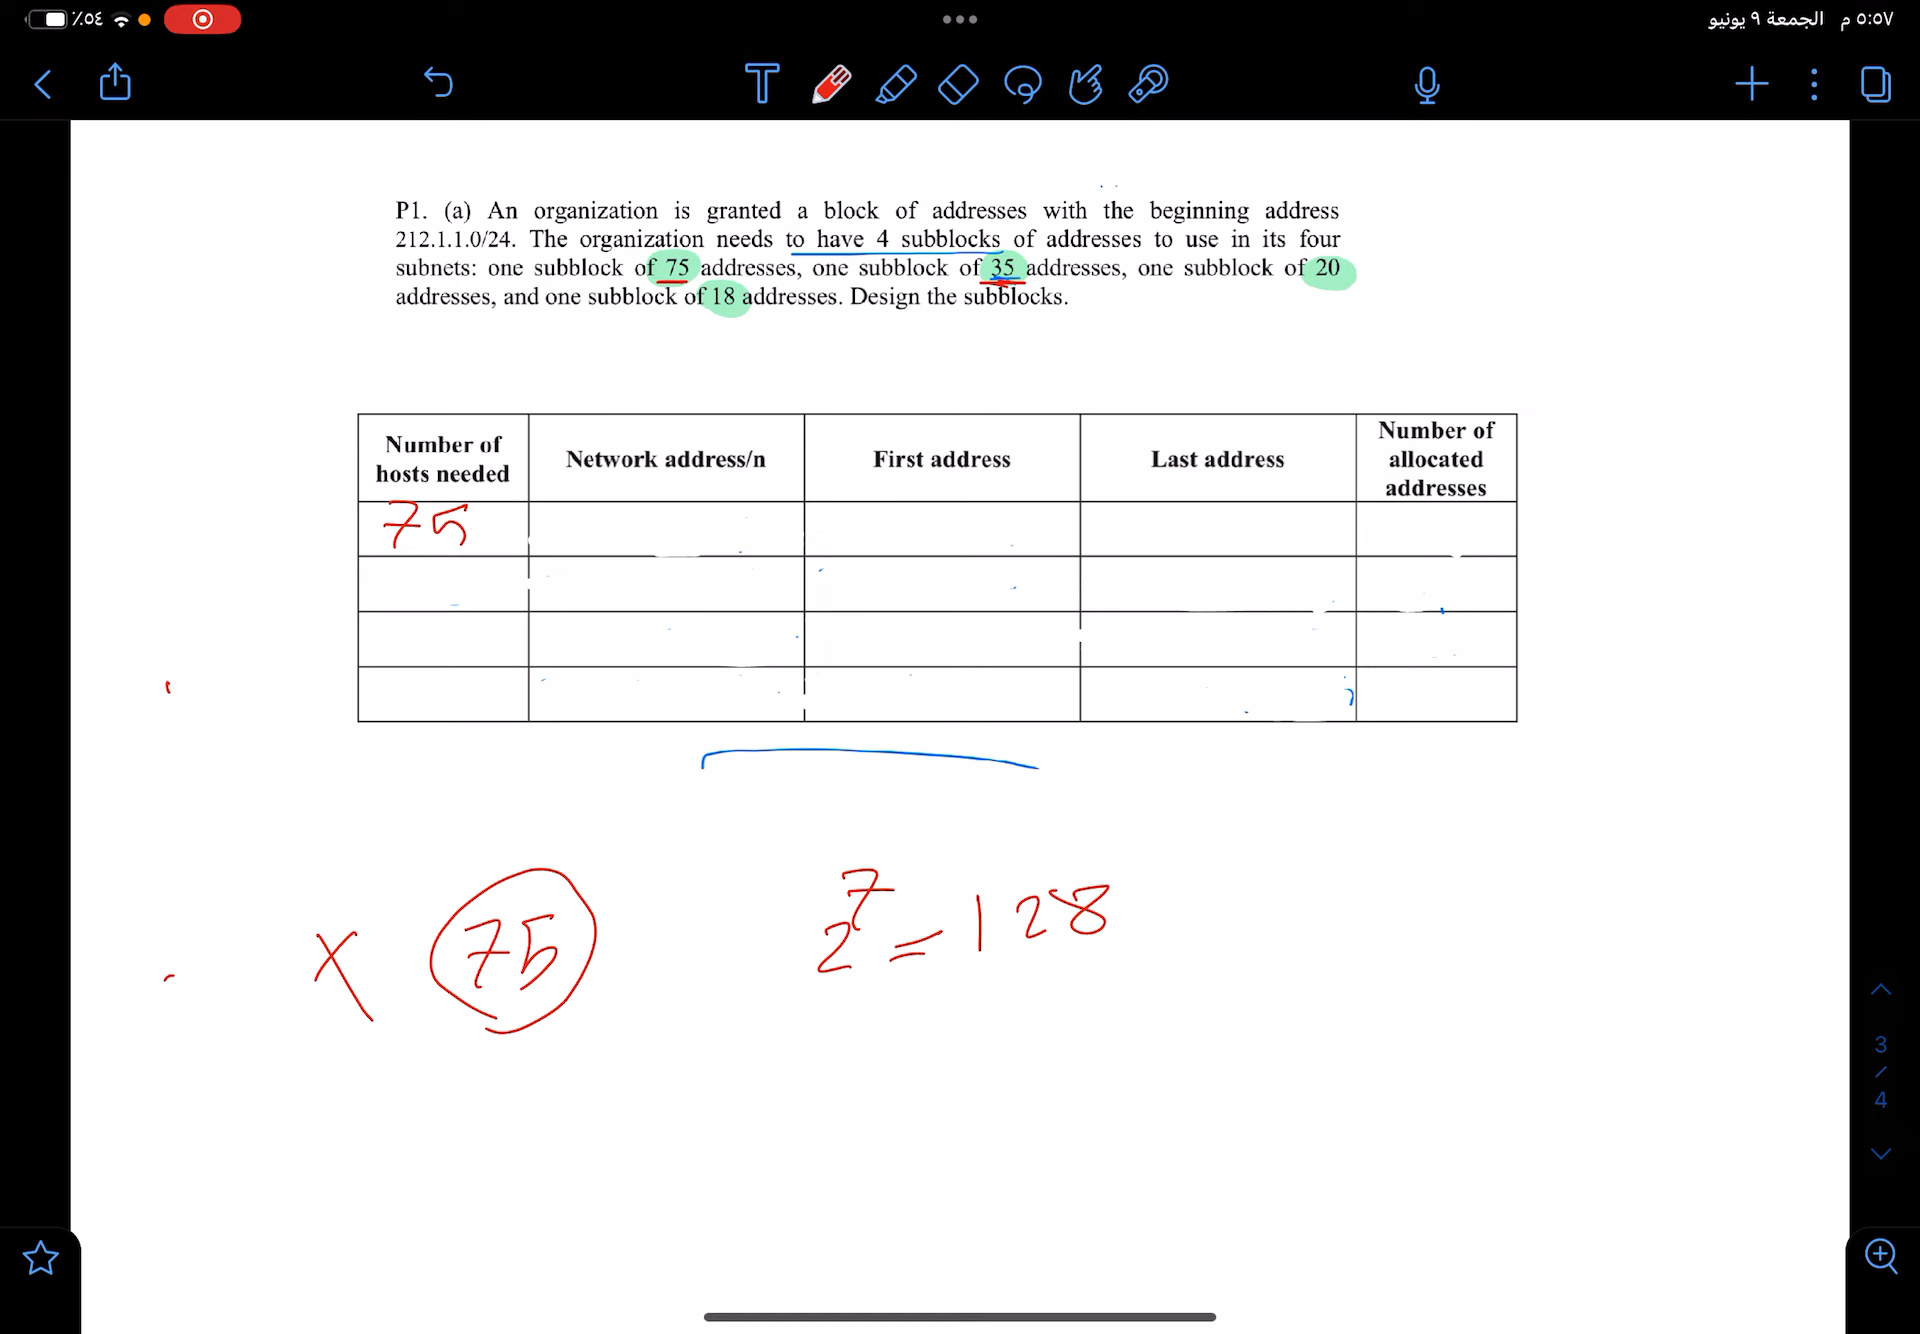 ٪٥٤
٥:٥٧ م الجمعة ٩ يونيو
P1. (a) An organization is granted a block of addresses with the beginning address
212.1.1.0/24. The organization needs to have 4 subblocks of addresses to use in its four
subnets: one subblock of 75 addresses, one subblock of 35 addresses, one subblock of 20
addresses, and one subblock of 18 addresses. Design the subblocks.
Number of hosts needed
Network address/n
First address
Last address
Number of allocated addresses
75
X 75
2^7 = 128
3
/
4